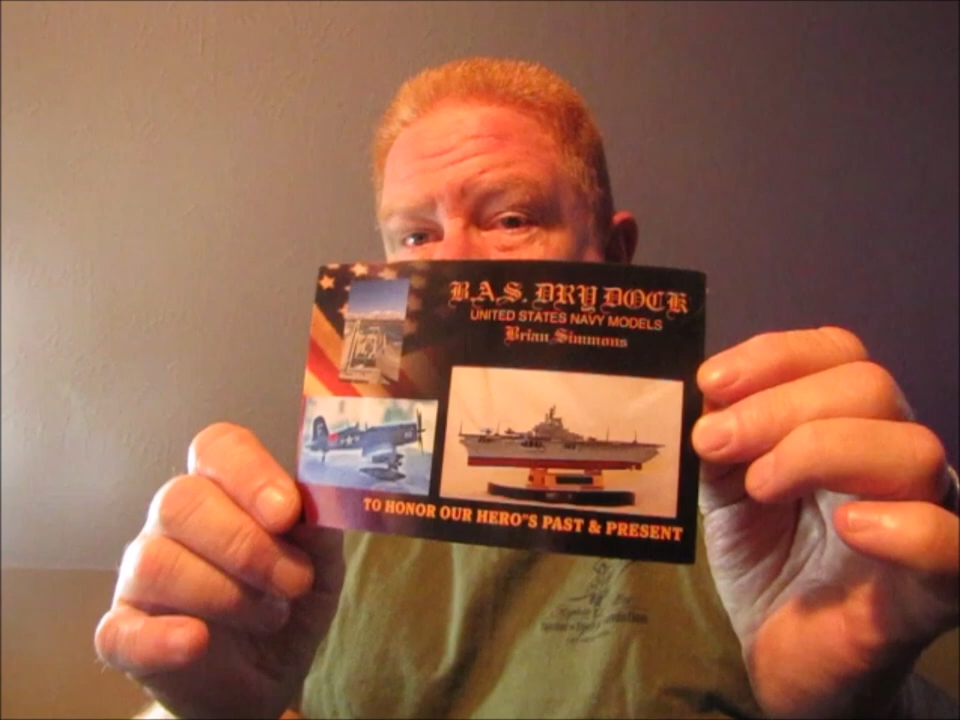 B.A.S. DRY DOCK
UNITED STATES NAVY MODELS
Brian Simmons
TO HONOR OUR HERO"S PAST & PRESENT